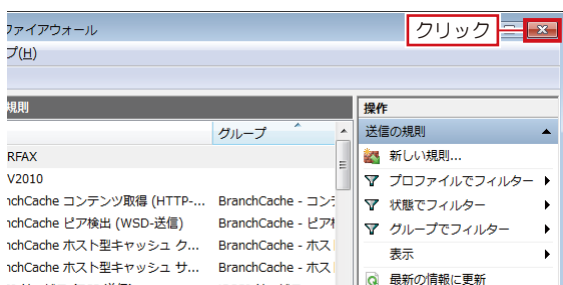 ファイアウォール
クリック
プ(H)
規則
操作
グループ
送信の規則
RFAX
新しい規則...
V2010
プロファイルでフィルター
nchCache コンテンツ取得 (HTTP-...
BranchCache - コンテ
状態でフィルター
nchCache ピア検出 (WSD-送信)
BranchCache - ピア検
グループでフィルター
nchCache ホスト型キャッシュ ク...
BranchCache - ホス
表示
nchCache ホスト型キャッシュ サ...
BranchCache - ホス
最新の情報に更新